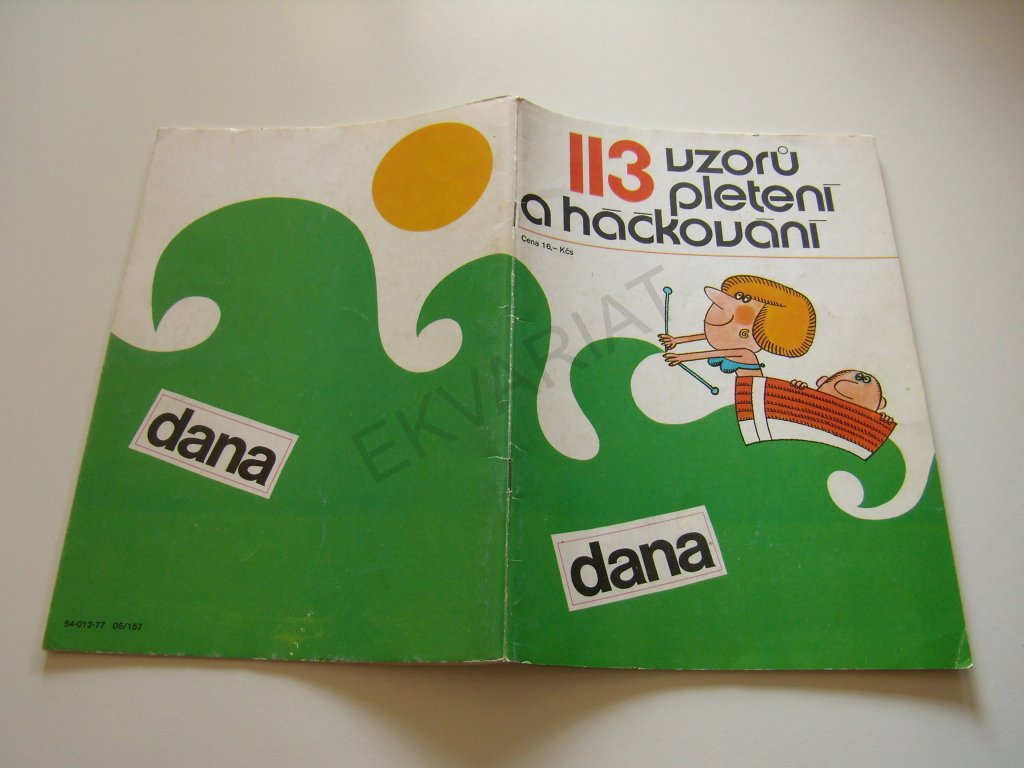 113 vzorů
pletení
a háčkování
Cena 16,– Kčs
dana
dana
54-012-77 05/157
EKVARIAT